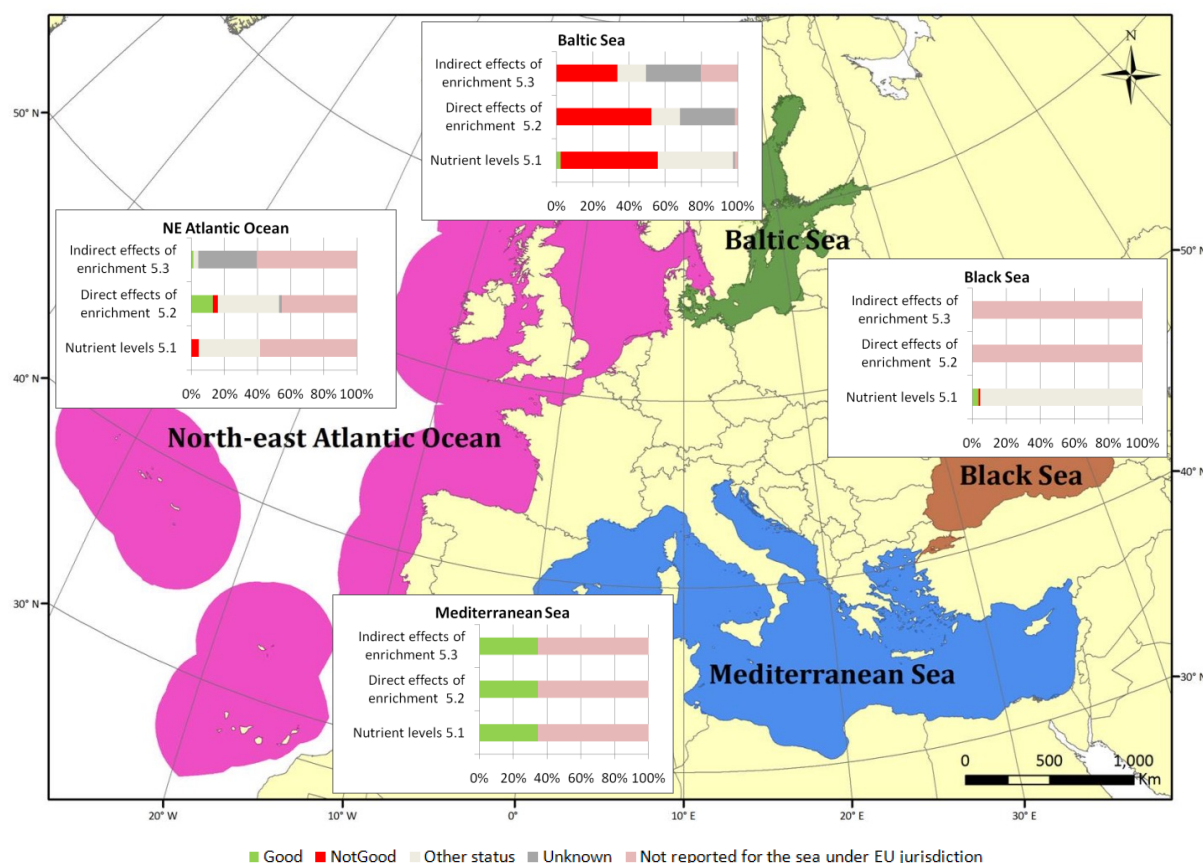 Baltic Sea
Indirect effects of
enrichment 5.3
Direct effects of
enrichment 5.2
Nutrient levels 5.1
0% 20% 40% 60% 80% 100%
N
50° N
NE Atlantic Ocean
Indirect effects of
enrichment 5.3
Direct effects of
enrichment 5.2
Nutrient levels 5.1
0% 20% 40% 60% 80% 100%
Baltic Sea
50° N
Black Sea
Indirect effects of
enrichment 5.3
Direct effects of
enrichment 5.2
Nutrient levels 5.1
0% 20% 40% 60% 80% 100%
40° N
North-east Atlantic Ocean
Black Sea
40° N
30° N
Mediterranean Sea
Indirect effects of
enrichment 5.3
Direct effects of
enrichment 5.2
Nutrient levels 5.1
0% 20% 40% 60% 80% 100%
Mediterranean Sea
30° N
0 500 1,000
Km
20° W 10° W 0° 10° E 20° E 30° E
Good NotGood Other status Unknown Not reported for the sea under EU jurisdiction